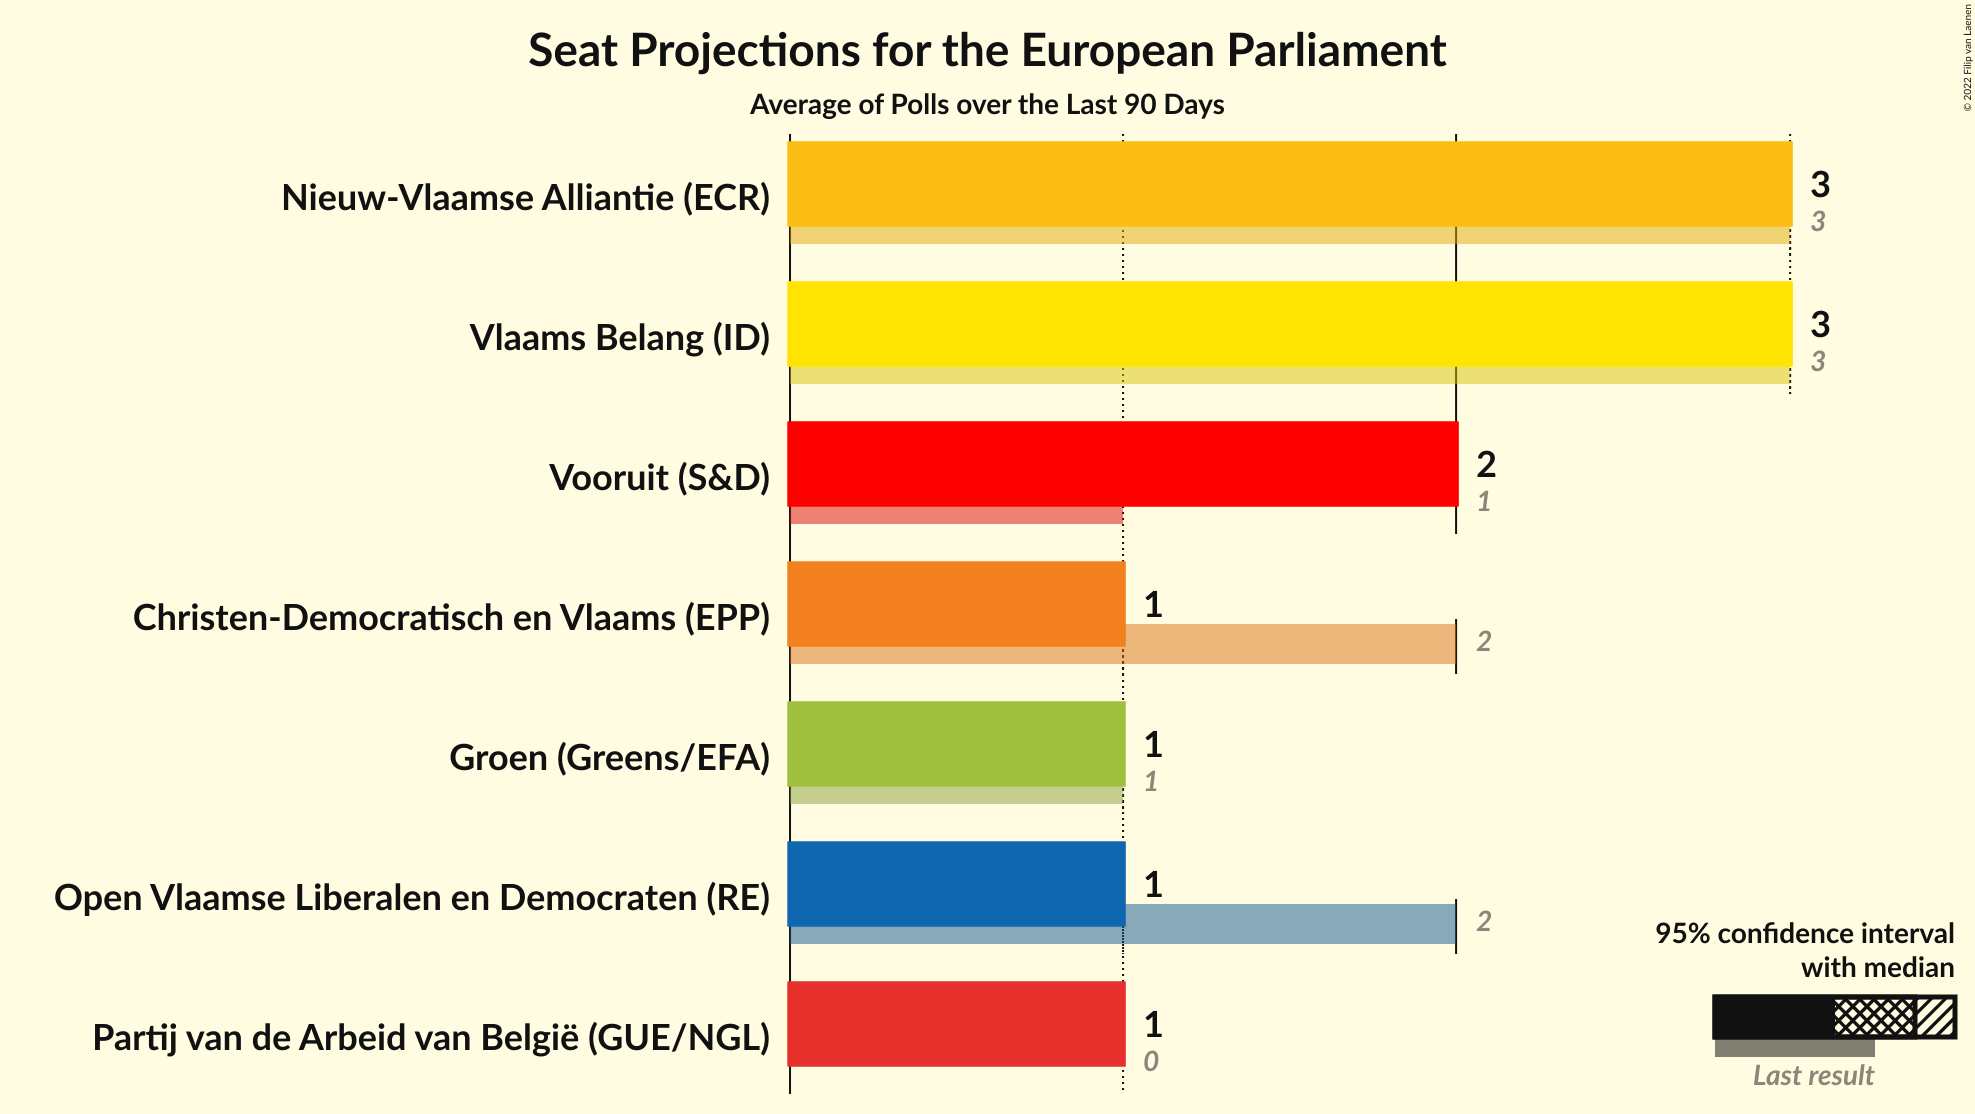 Seat Projections for the European Parliament
Average of Polls over the Last 90 Days
© 2022 Filip van Laenen
Nieuw-Vlaamse Alliantie (ECR)
3
3
Vlaams Belang (ID)
3
3
Vooruit (S&D)
2
1
Christen-Democratisch en Vlaams (EPP)
1
2
Groen (Greens/EFA)
1
1
Open Vlaamse Liberalen en Democraten (RE)
1
2
Partij van de Arbeid van België (GUE/NGL)
1
0
95% confidence interval
with median
Last result